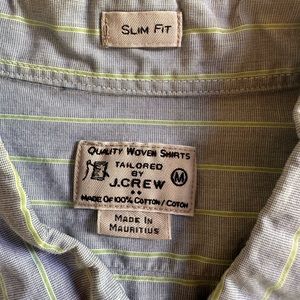 SLIM FIT
QUALITY WOVEN SHIRTS
TAILORED
BY
J.CREW
M
MADE OF 100% COTTON / COTON
MADE IN
MAURITIUS